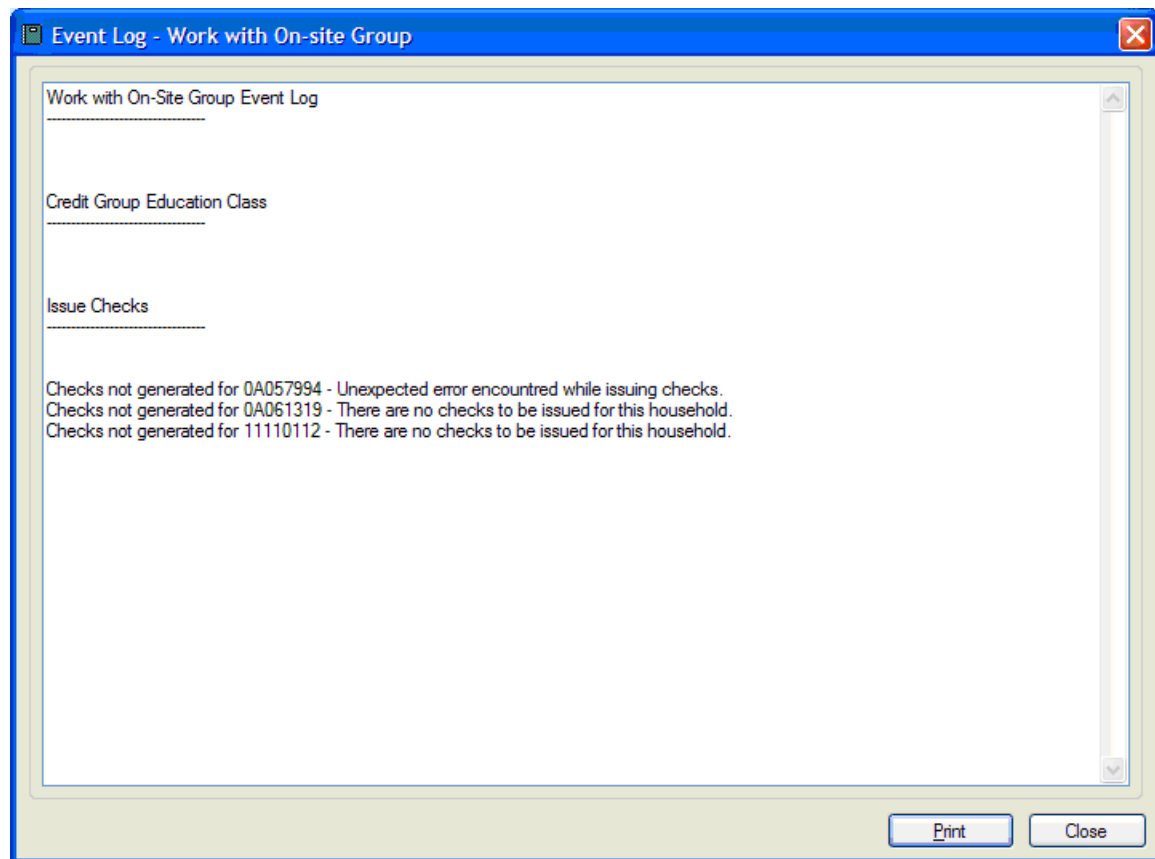 Event Log - Work with On-site Group
Work with On-Site Group Event Log
--------------------------------
Credit Group Education Class
--------------------------------
Issue Checks
--------------------------------
Checks not generated for 0A057994 - Unexpected error encountred while issuing checks.
Checks not generated for 0A061319 - There are no checks to be issued for this household.
Checks not generated for 11110112 - There are no checks to be issued for this household.
Print
Close